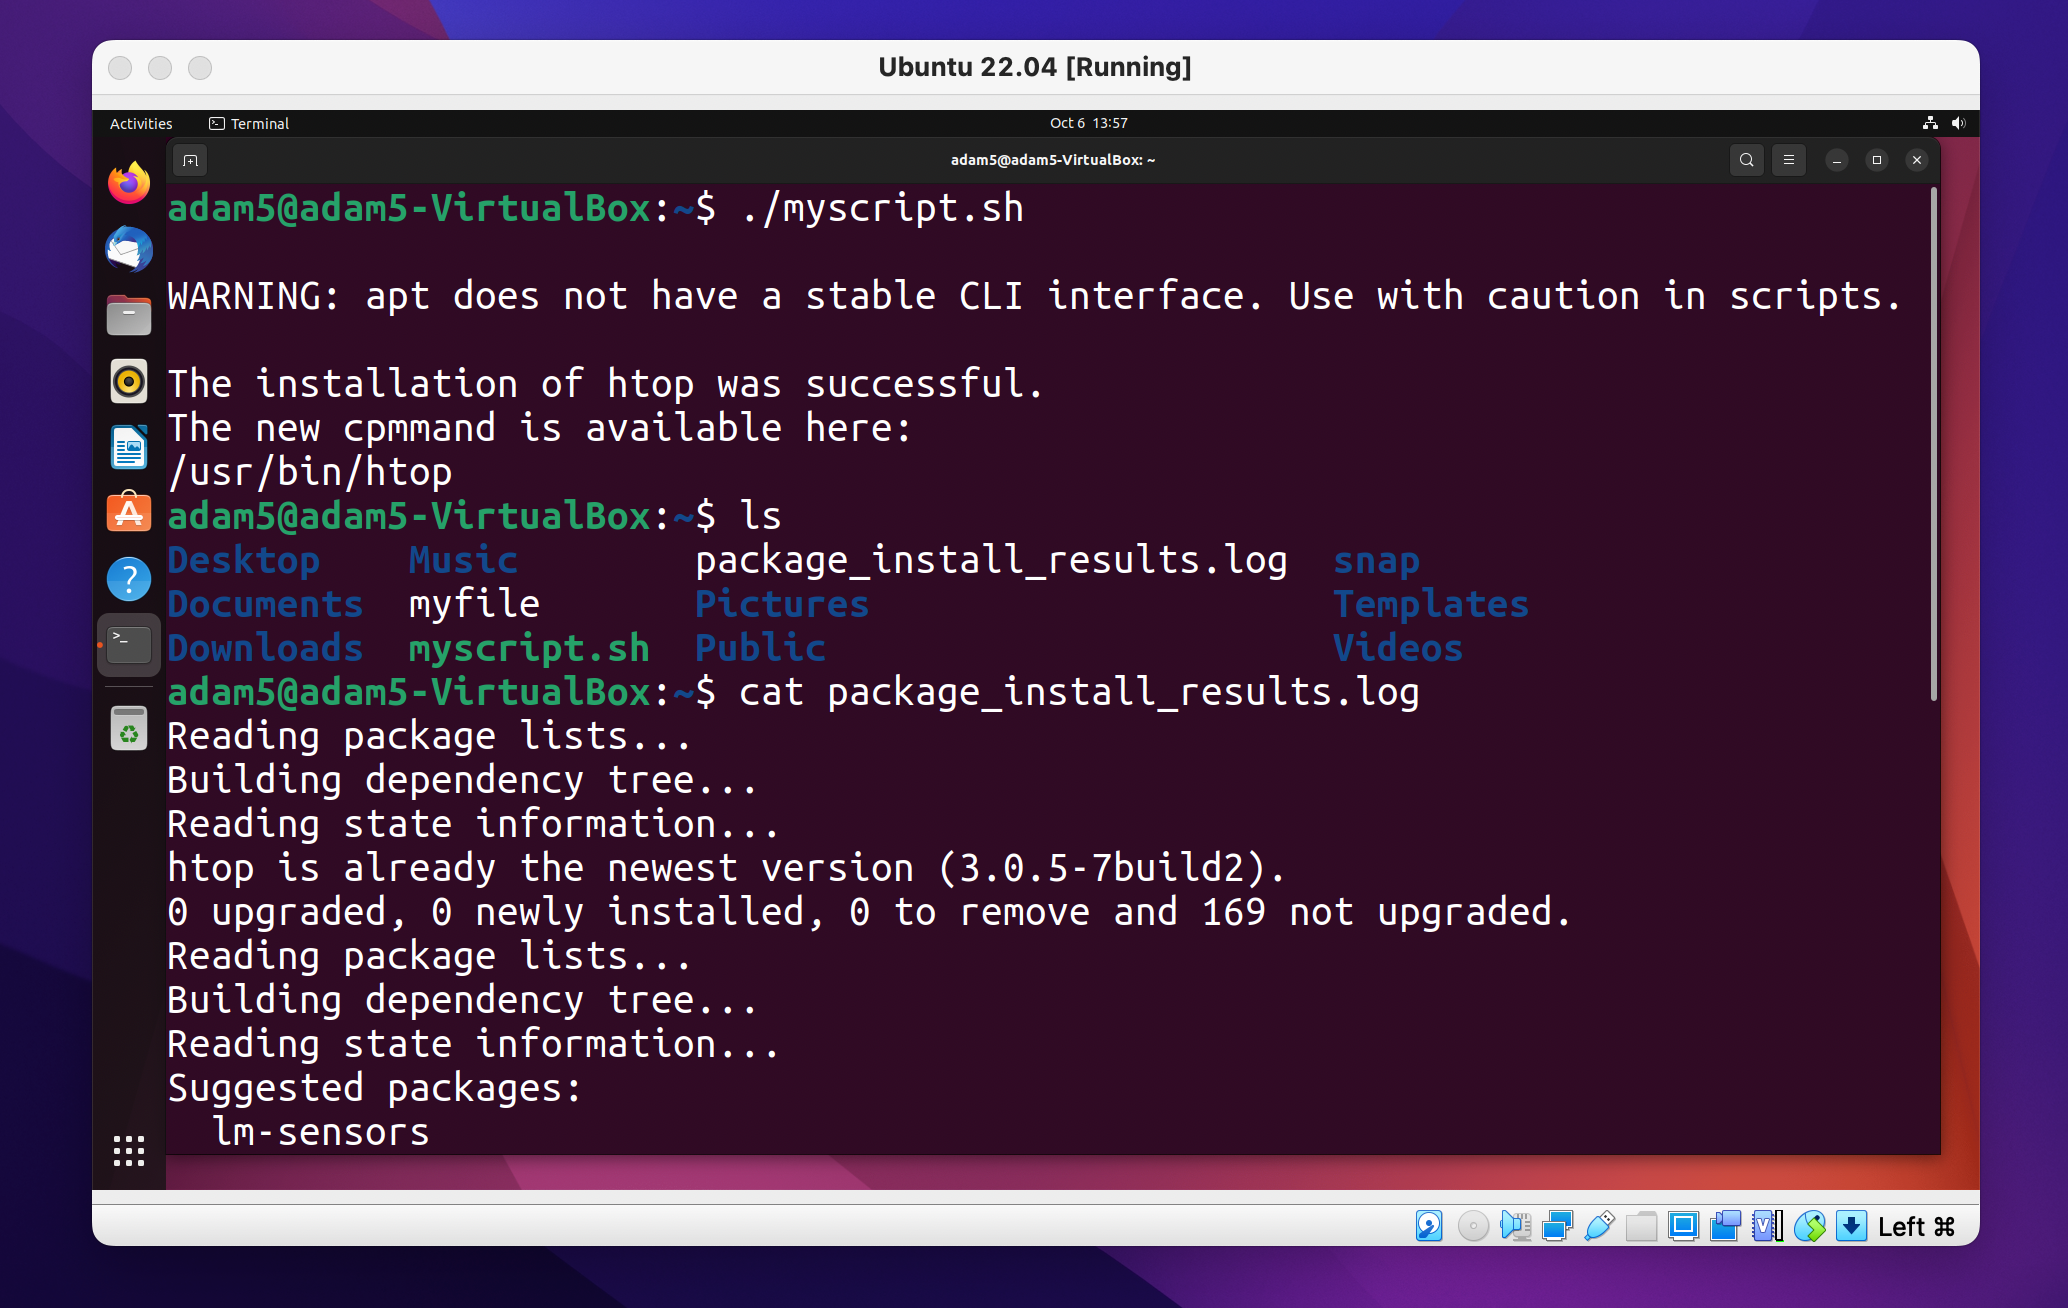 Ubuntu 22.04 [Running]
Activities Terminal Oct 6 13:57
adam5@adam5-VirtualBox: ~
adam5@adam5-VirtualBox:~$ ./myscript.sh
WARNING: apt does not have a stable CLI interface. Use with caution in scripts.
The installation of htop was successful.
The new cpmmand is available here:
/usr/bin/htop
adam5@adam5-VirtualBox:~$ ls
Desktop Music package_install_results.log snap
Documents myfile Pictures Templates
Downloads myscript.sh Public Videos
adam5@adam5-VirtualBox:~$ cat package_install_results.log
Reading package lists...
Building dependency tree...
Reading state information...
htop is already the newest version (3.0.5-7build2).
0 upgraded, 0 newly installed, 0 to remove and 169 not upgraded.
Reading package lists...
Building dependency tree...
Reading state information...
Suggested packages:
lm-sensors
Left ⌘